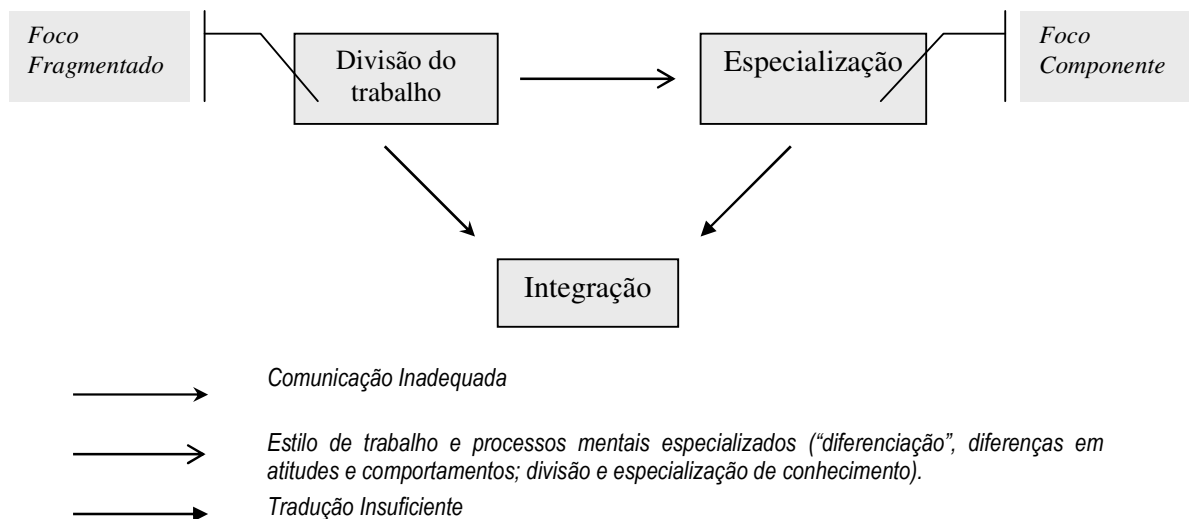 Foco
Fragmentado
Divisão do
trabalho
Especialização
Foco
Componente
Integração
Comunicação Inadequada
Estilo de trabalho e processos mentais especializados (“diferenciação”, diferenças em
atitudes e comportamentos; divisão e especialização de conhecimento).
Tradução Insuficiente